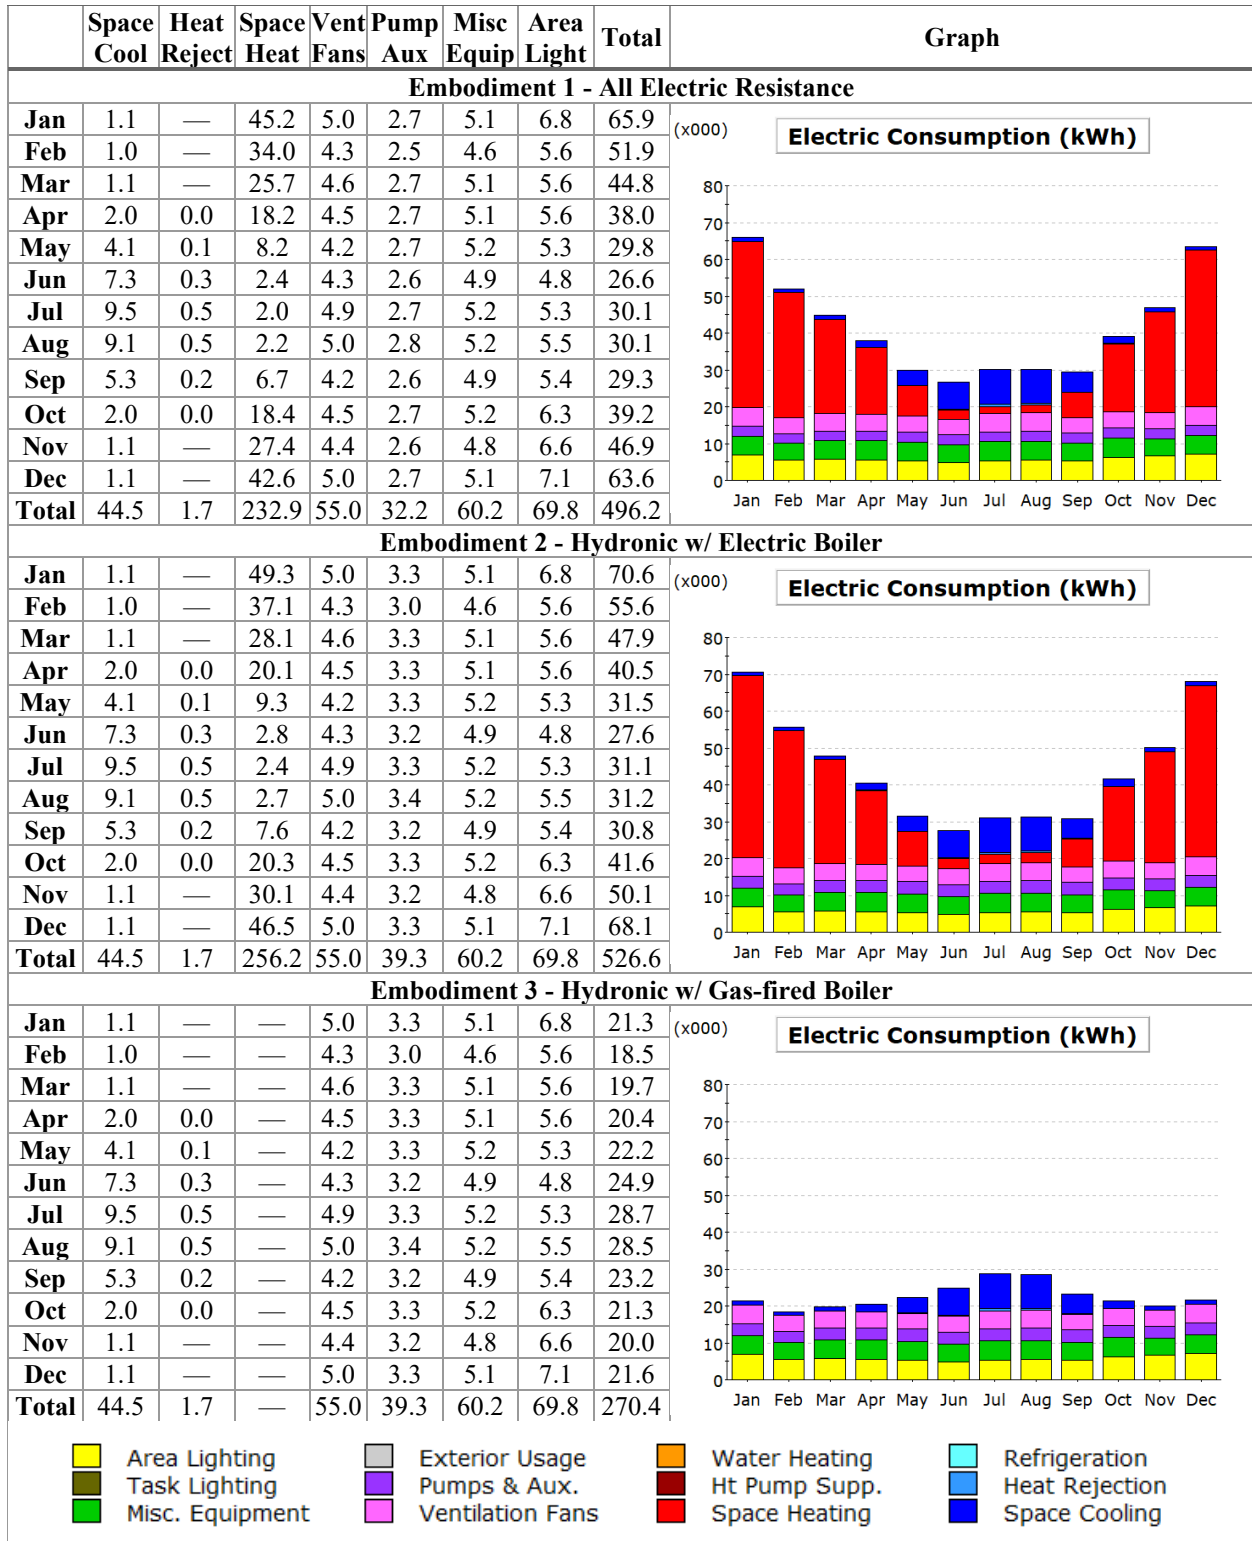 Space Cool Heat Reject Space Heat Vent Fans Pump Aux Misc Equip Area Light Total Graph
Embodiment 1 - All Electric Resistance
Jan 1.1 — 45.2 5.0 2.7 5.1 6.8 65.9
Feb 1.0 — 34.0 4.3 2.5 4.6 5.6 51.9
Mar 1.1 — 25.7 4.6 2.7 5.1 5.6 44.8
Apr 2.0 0.0 18.2 4.5 2.7 5.1 5.6 38.0
May 4.1 0.1 8.2 4.2 2.7 5.2 5.3 29.8
Jun 7.3 0.3 2.4 4.3 2.6 4.9 4.8 26.6
Jul 9.5 0.5 2.0 4.9 2.7 5.2 5.3 30.1
Aug 9.1 0.5 2.2 5.0 2.8 5.2 5.5 30.1
Sep 5.3 0.2 6.7 4.2 2.6 4.9 5.4 29.3
Oct 2.0 0.0 18.4 4.5 2.7 5.2 6.3 39.2
Nov 1.1 — 27.4 4.4 2.6 4.8 6.6 46.9
Dec 1.1 — 42.6 5.0 2.7 5.1 7.1 63.6
Total 44.5 1.7 232.9 55.0 32.2 60.2 69.8 496.2
(x000) Electric Consumption (kWh)
80
70
60
50
40
30
20
10
0
Jan Feb Mar Apr May Jun Jul Aug Sep Oct Nov Dec
Embodiment 2 - Hydronic w/ Electric Boiler
Jan 1.1 — 49.3 5.0 3.3 5.1 6.8 70.6
Feb 1.0 — 37.1 4.3 3.0 4.6 5.6 55.6
Mar 1.1 — 28.1 4.6 3.3 5.1 5.6 47.9
Apr 2.0 0.0 20.1 4.5 3.3 5.1 5.6 40.5
May 4.1 0.1 9.3 4.2 3.3 5.2 5.3 31.5
Jun 7.3 0.3 2.8 4.3 3.2 4.9 4.8 27.6
Jul 9.5 0.5 2.4 4.9 3.3 5.2 5.3 31.1
Aug 9.1 0.5 2.7 5.0 3.4 5.2 5.5 31.2
Sep 5.3 0.2 7.6 4.2 3.2 4.9 5.4 30.8
Oct 2.0 0.0 20.3 4.5 3.3 5.2 6.3 41.6
Nov 1.1 — 30.1 4.4 3.2 4.8 6.6 50.1
Dec 1.1 — 46.5 5.0 3.3 5.1 7.1 68.1
Total 44.5 1.7 256.2 55.0 39.3 60.2 69.8 526.6
(x000) Electric Consumption (kWh)
80
70
60
50
40
30
20
10
0
Jan Feb Mar Apr May Jun Jul Aug Sep Oct Nov Dec
Embodiment 3 - Hydronic w/ Gas-fired Boiler
Jan 1.1 — — 5.0 3.3 5.1 6.8 21.3
Feb 1.0 — — 4.3 3.0 4.6 5.6 18.5
Mar 1.1 — — 4.6 3.3 5.1 5.6 19.7
Apr 2.0 0.0 — 4.5 3.3 5.1 5.6 20.4
May 4.1 0.1 — 4.2 3.3 5.2 5.3 22.2
Jun 7.3 0.3 — 4.3 3.2 4.9 4.8 24.9
Jul 9.5 0.5 — 4.9 3.3 5.2 5.3 28.7
Aug 9.1 0.5 — 5.0 3.4 5.2 5.5 28.5
Sep 5.3 0.2 — 4.2 3.2 4.9 5.4 23.2
Oct 2.0 0.0 — 4.5 3.3 5.2 6.3 21.3
Nov 1.1 — — 4.4 3.2 4.8 6.6 20.0
Dec 1.1 — — 5.0 3.3 5.1 7.1 21.6
Total 44.5 1.7 — 55.0 39.3 60.2 69.8 270.4
(x000) Electric Consumption (kWh)
80
70
60
50
40
30
20
10
0
Jan Feb Mar Apr May Jun Jul Aug Sep Oct Nov Dec
Area Lighting Exterior Usage Water Heating Refrigeration
Task Lighting Pumps & Aux. Ht Pump Supp. Heat Rejection
Misc. Equipment Ventilation Fans Space Heating Space Cooling